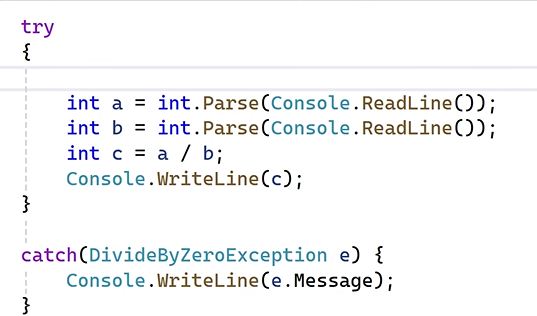 try
{
int a = int.Parse(Console.ReadLine());
int b = int.Parse(Console.ReadLine());
int c = a / b;
Console.WriteLine(c);
}
catch(DivideByZeroException e) {
Console.WriteLine(e.Message);
}